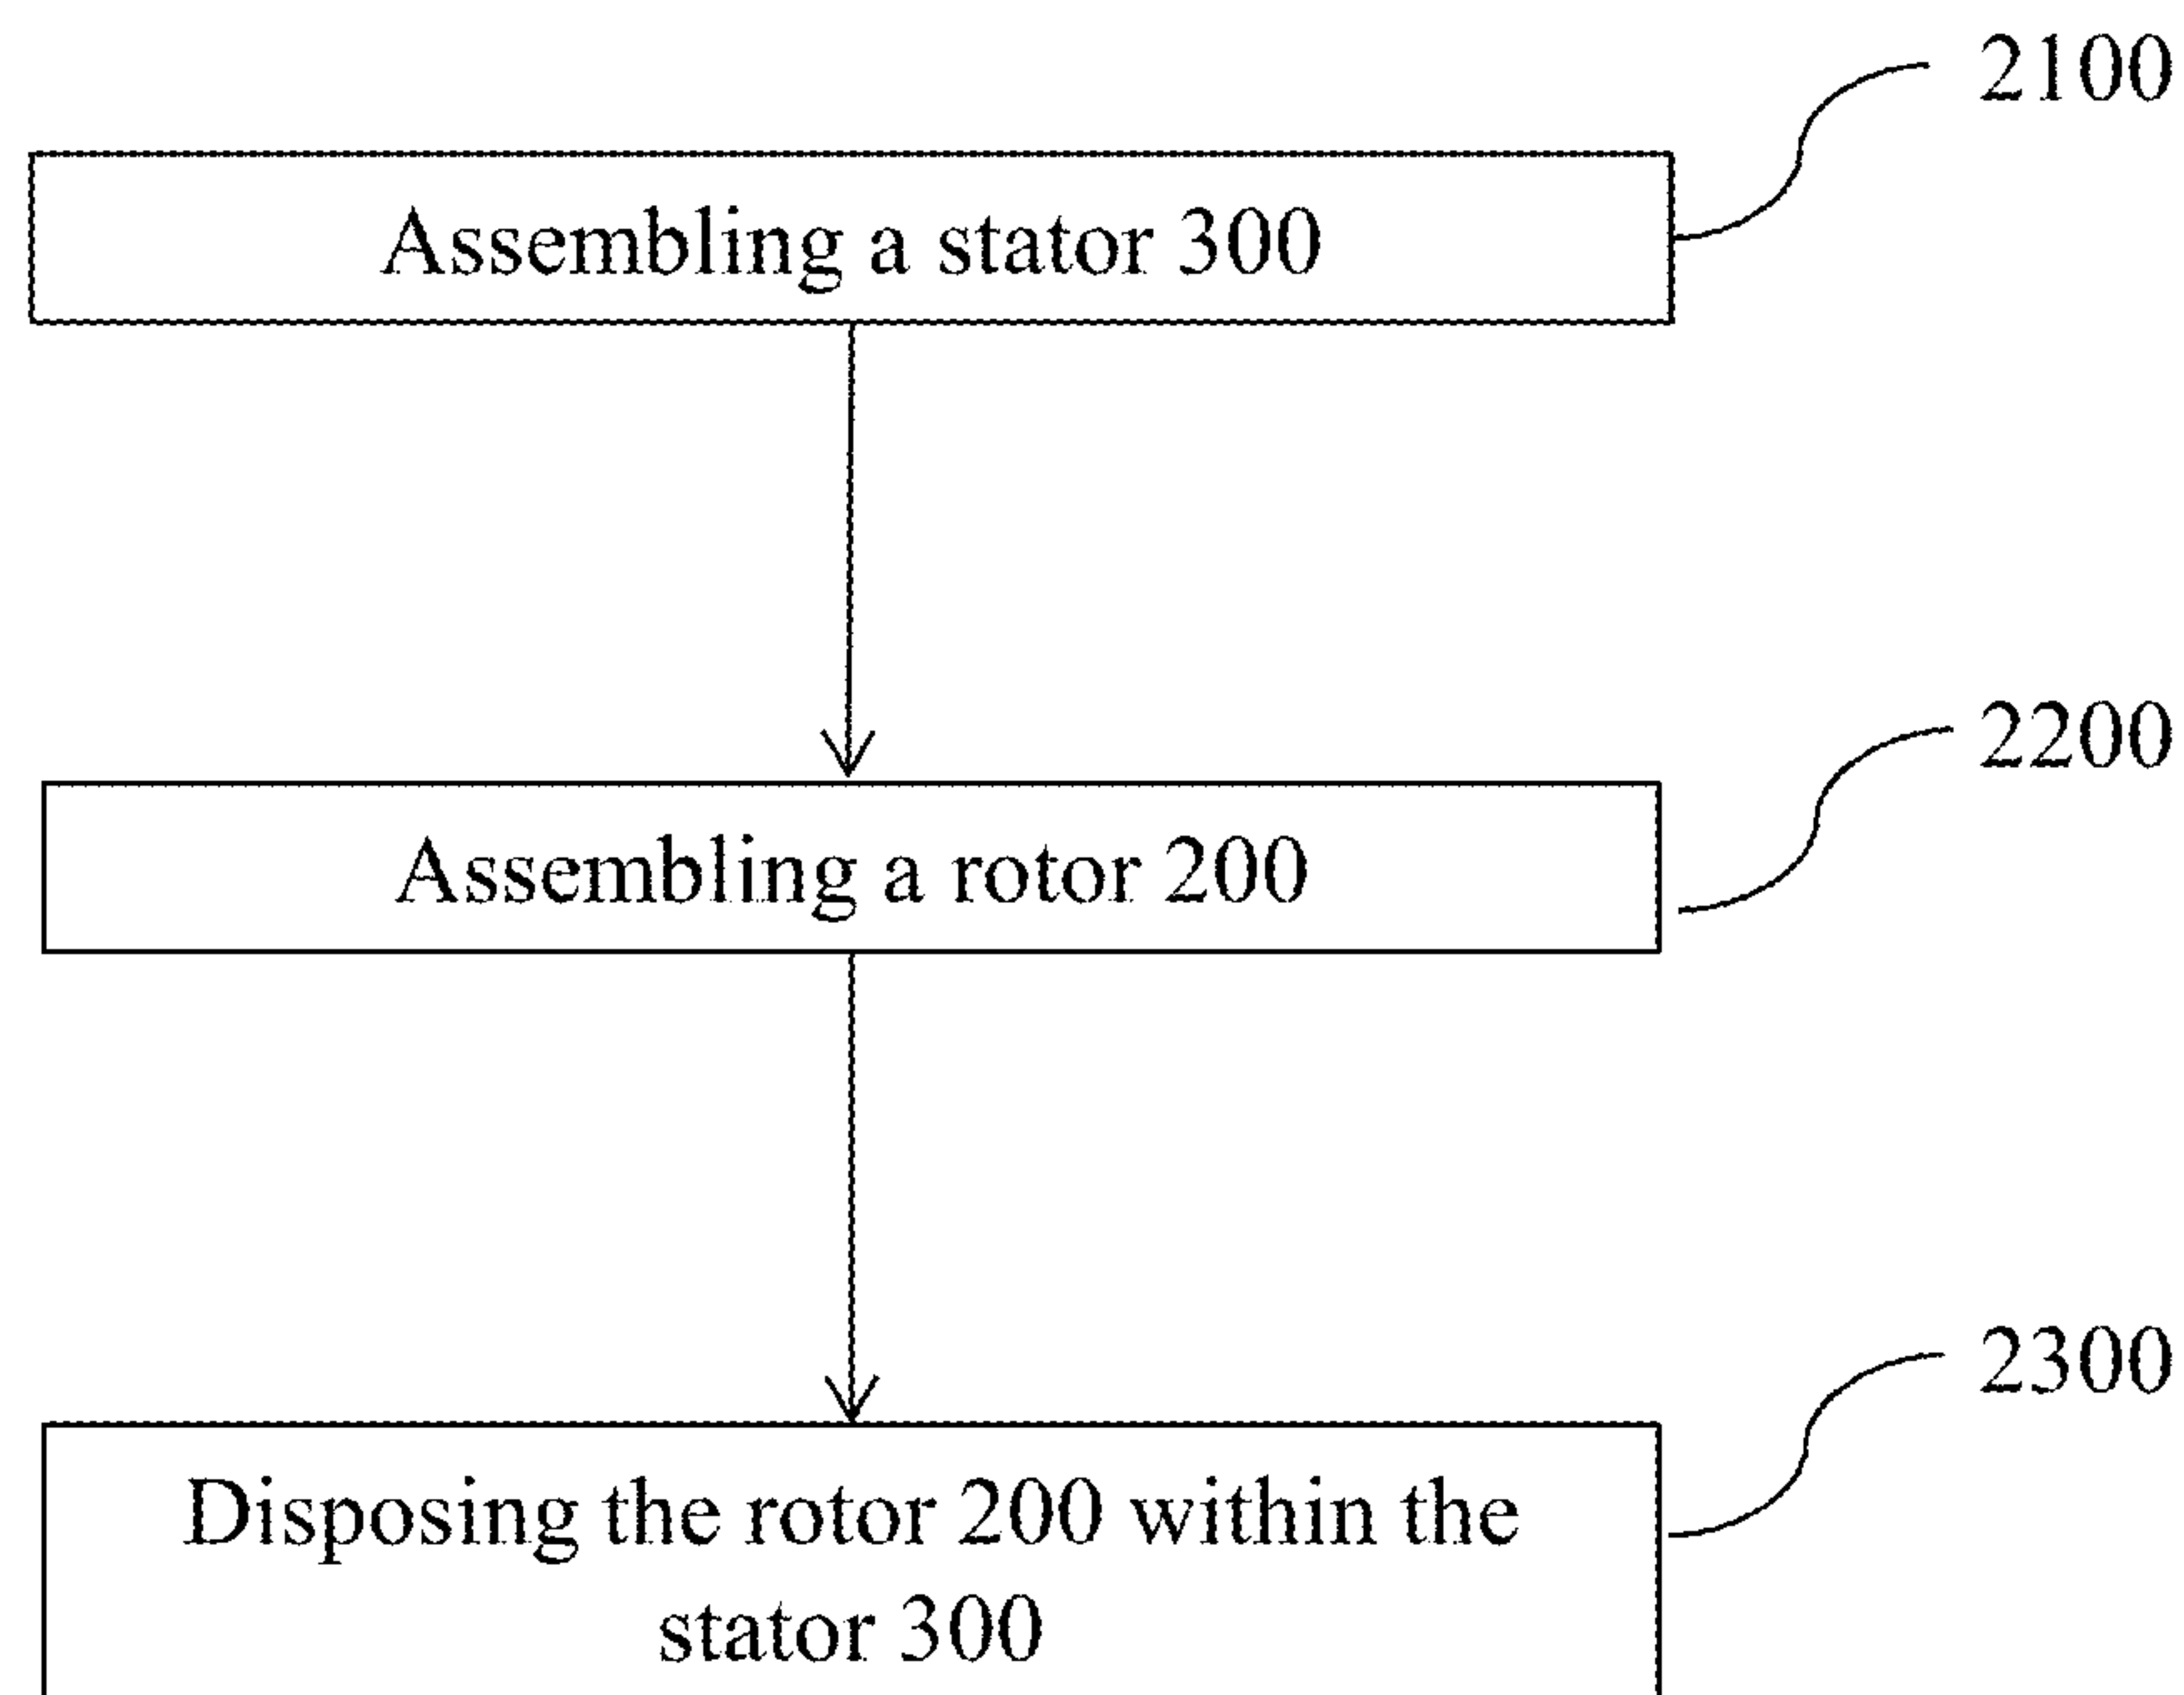 2100
Assembling a stator 300
2200
Assembling a rotor 200
2300
Disposing the rotor 200 within the
stator 300